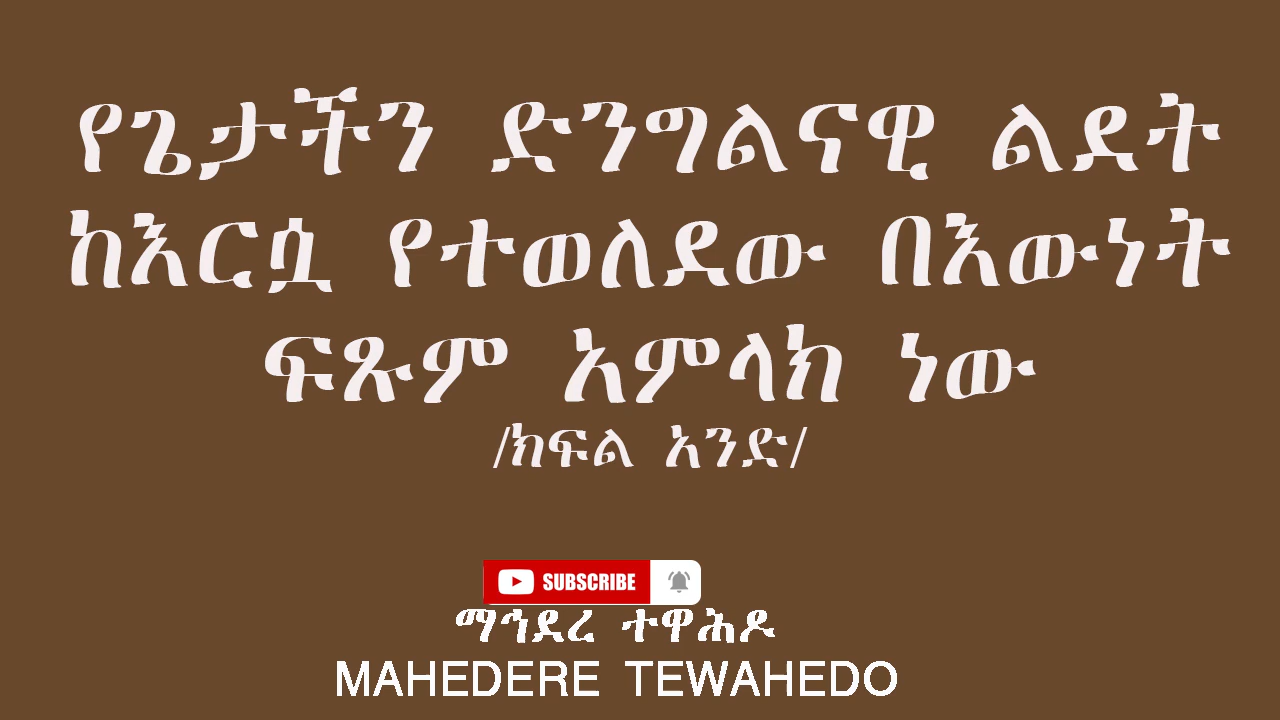 የጌታችን ድንግልናዊ ልደት
ከእርሷ የተወለደው በእውነት
ፍጹም አምላክ ነው
/ክፍል አንድ/
SUBSCRIBE
ማኅደረ ተዋሕዶ
MAHEDERE TEWAHEDO